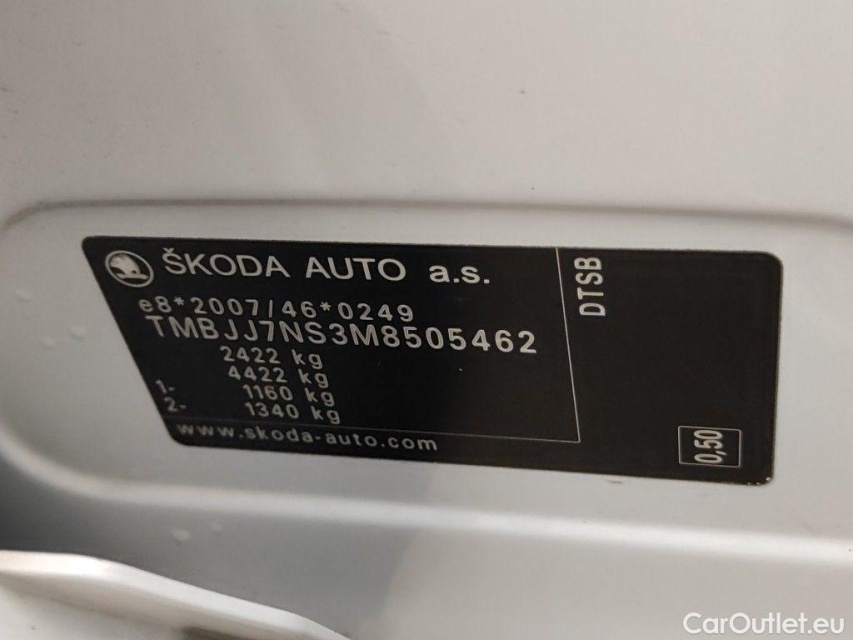 ŠKODA AUTO a.s.
e8*2007/46*0249
TMBJJ7NS3M8505462
2422 kg
4422 kg
1- 1160 kg
2- 1340 kg
www.skoda-auto.com
DTSB
0,50
CarOutlet.eu